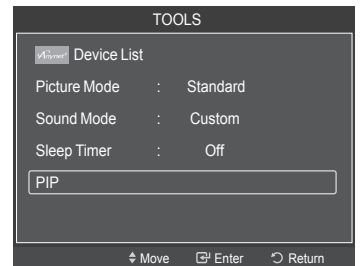 TOOLS
Anynet+ Device List
Picture Mode : Standard
Sound Mode : Custom
Sleep Timer : Off
PIP
Move Enter Return